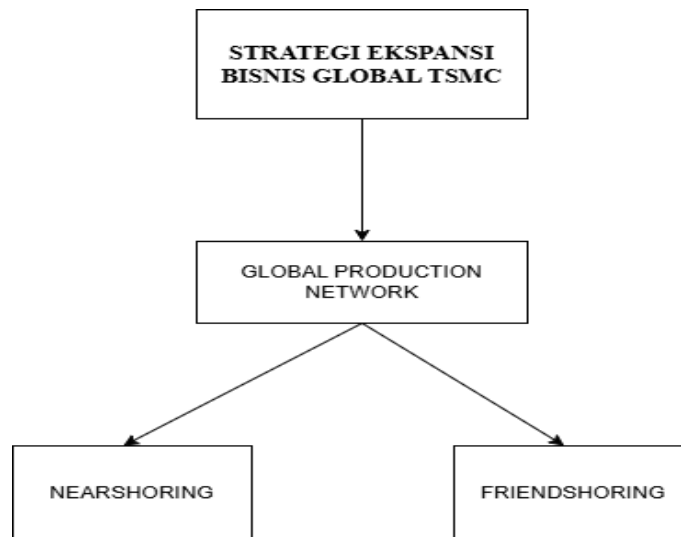 STRATEGI EKSPANSI
BISNIS GLOBAL TSMC
GLOBAL PRODUCTION
NETWORK
NEARSHORING
FRIENDSHORING